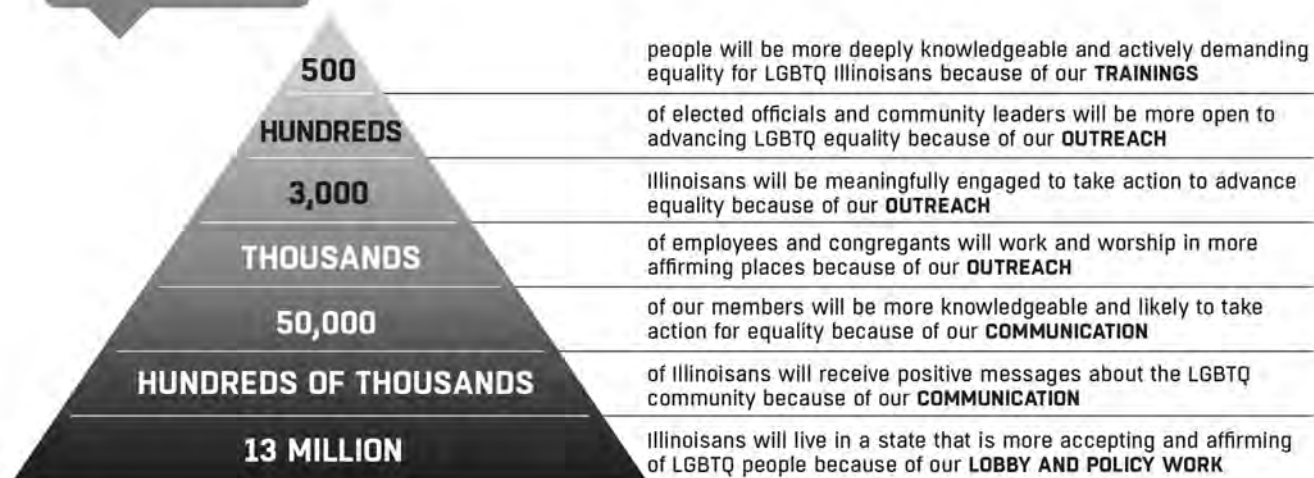 500
people will be more deeply knowledgeable and actively demanding
equality for LGBTQ Illinoisans because of our TRAININGS
HUNDREDS
of elected officials and community leaders will be more open to
advancing LGBTQ equality because of our OUTREACH
3,000
Illinoisans will be meaningfully engaged to take action to advance
equality because of our OUTREACH
THOUSANDS
of employees and congregants will work and worship in more
affirming places because of our OUTREACH
50,000
of our members will be more knowledgeable and likely to take
action for equality because of our COMMUNICATION
HUNDREDS OF THOUSANDS
of Illinoisans will receive positive messages about the LGBTQ
community because of our COMMUNICATION
13 MILLION
Illinoisans will live in a state that is more accepting and affirming
of LGBTQ people because of our LOBBY AND POLICY WORK